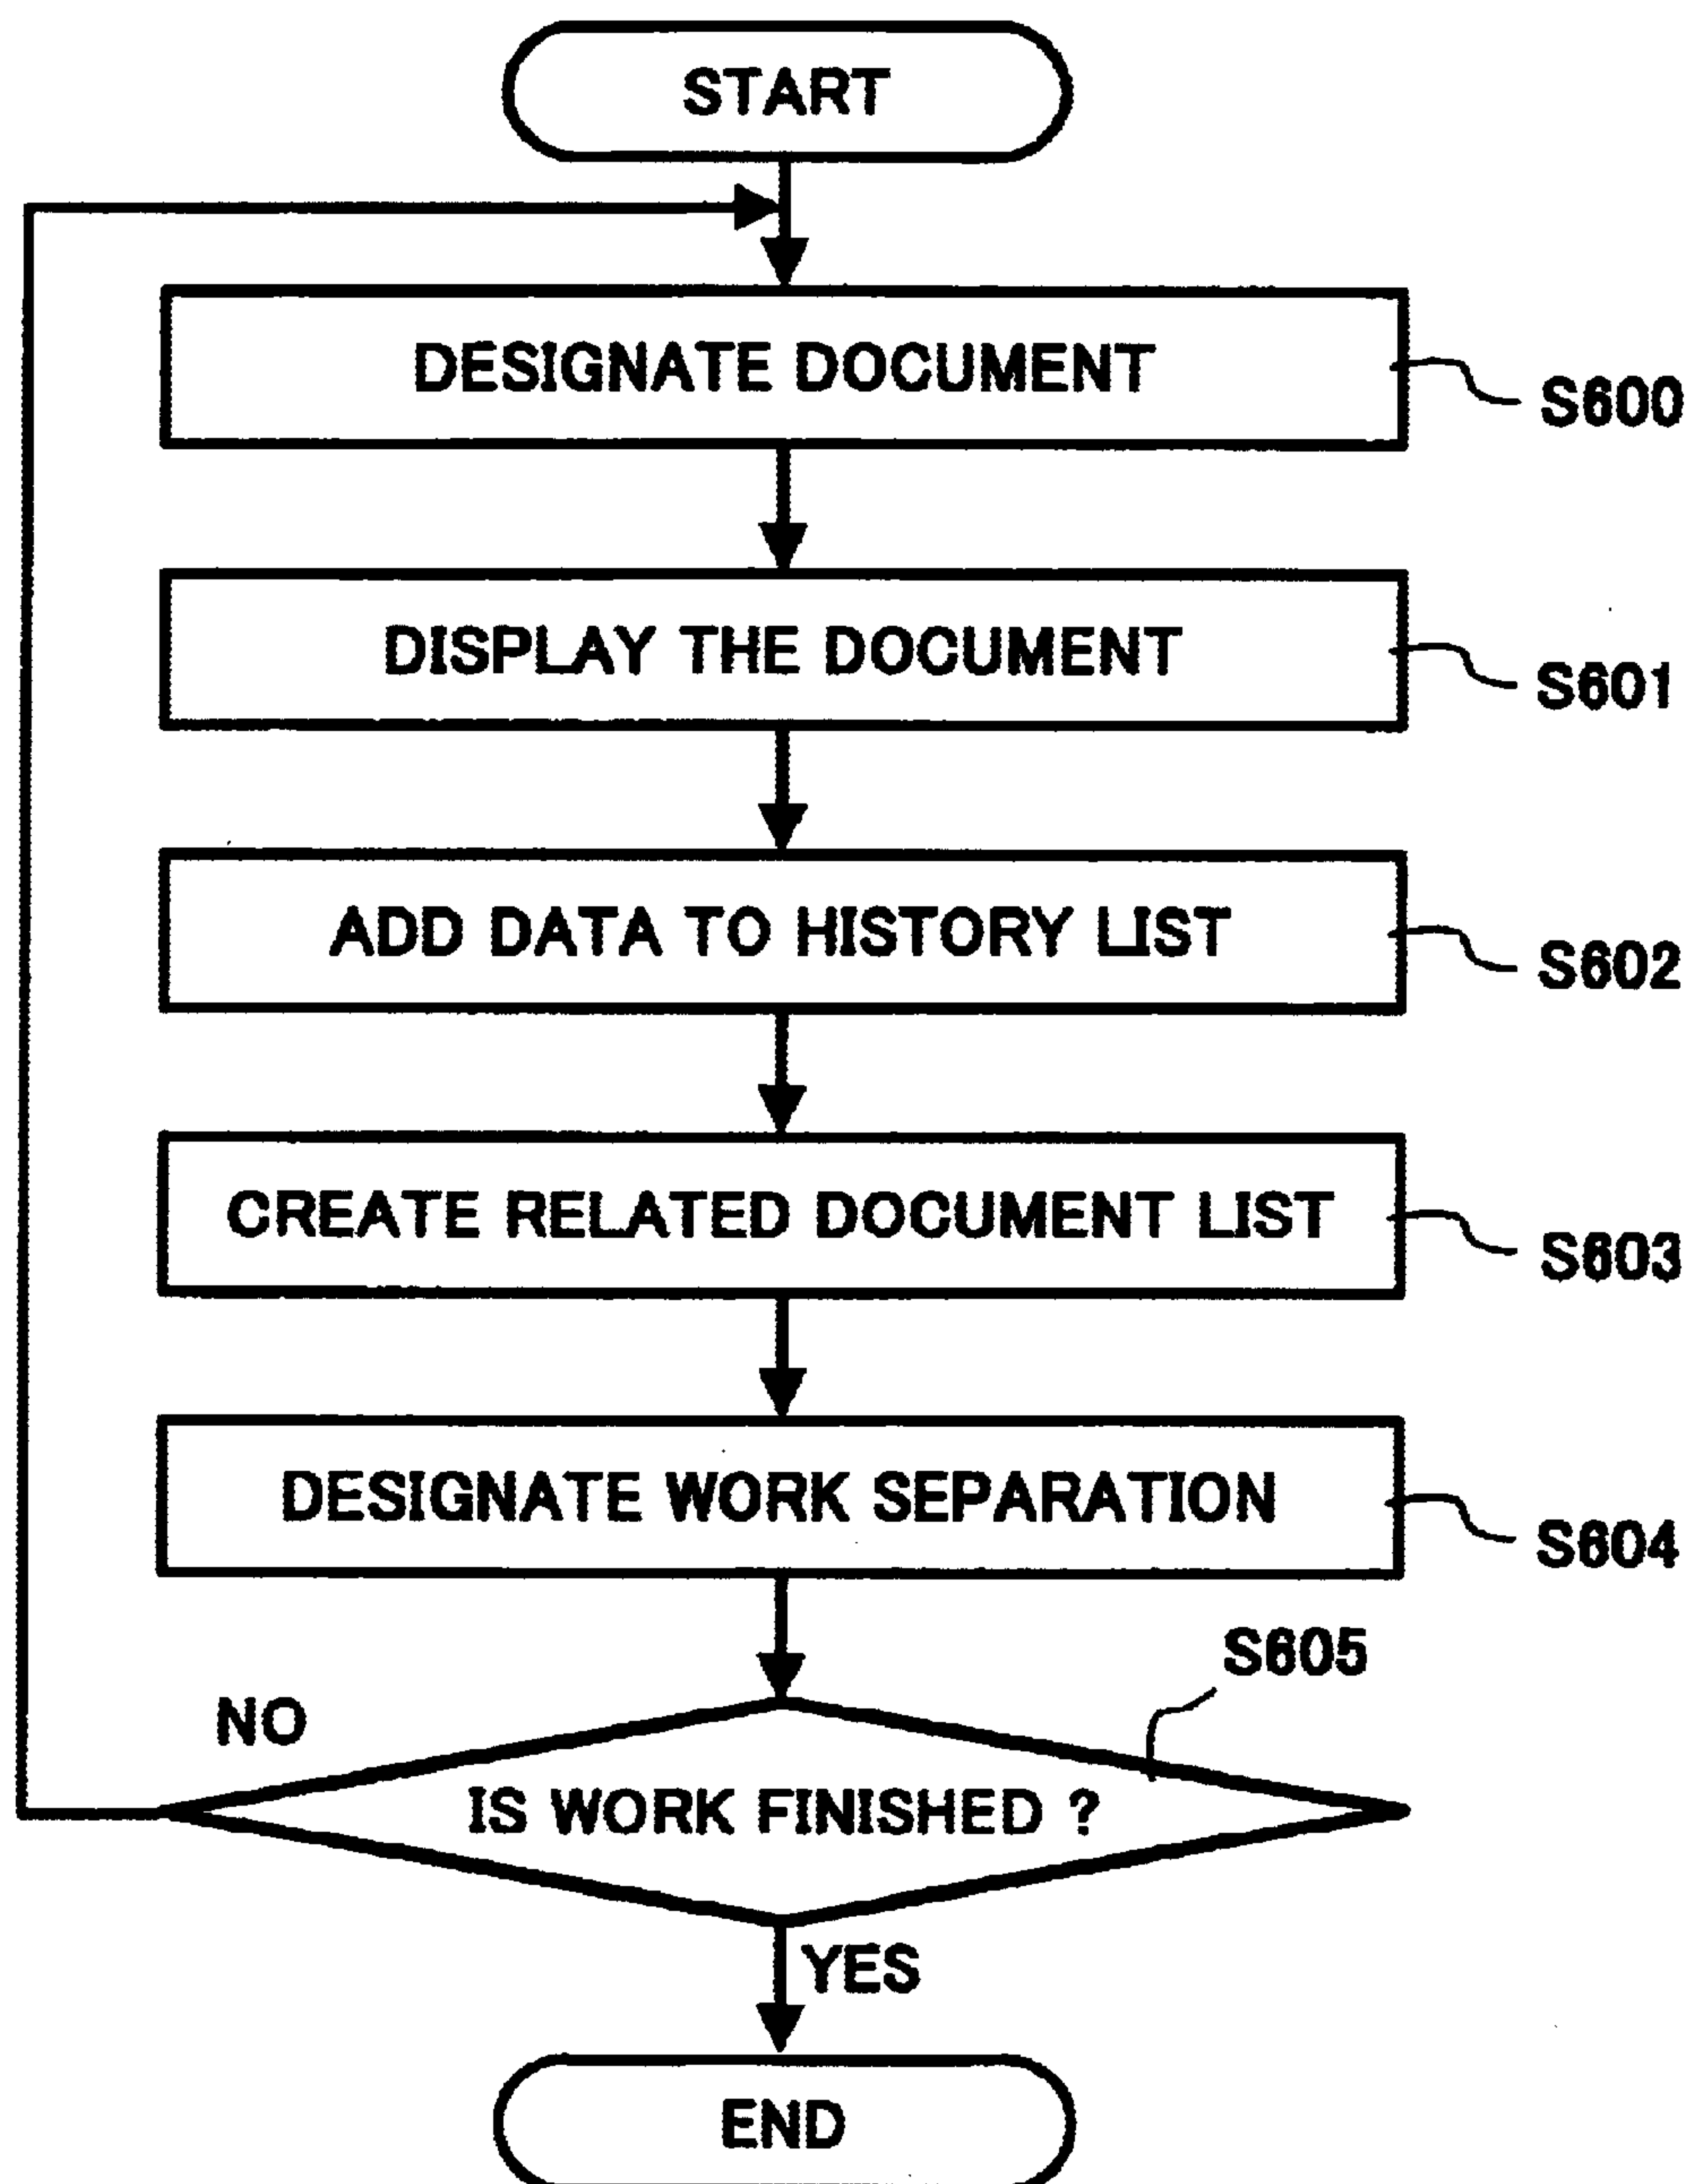 START
DESIGNATE DOCUMENT
S600
DISPLAY THE DOCUMENT
S601
ADD DATA TO HISTORY LIST
S602
CREATE RELATED DOCUMENT LIST
S603
DESIGNATE WORK SEPARATION
S604
S605
NO
IS WORK FINISHED ?
YES
END